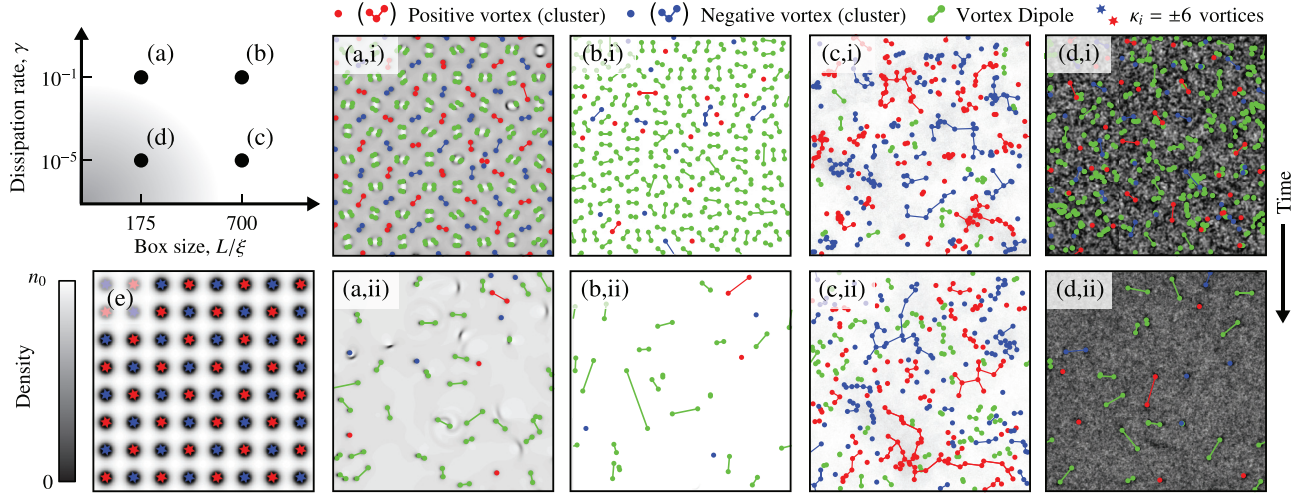 Positive vortex (cluster) Negative vortex (cluster) Vortex Dipole κᵢ = ±6 vortices
Dissipation rate, γ
10⁻¹
10⁻⁵
(a) (b)
(d) (c)
175 700
Box size, L/ξ
(a,i) (b,i) (c,i) (d,i)
Time
n₀
Density
0
(e) (a,ii) (b,ii) (c,ii) (d,ii)